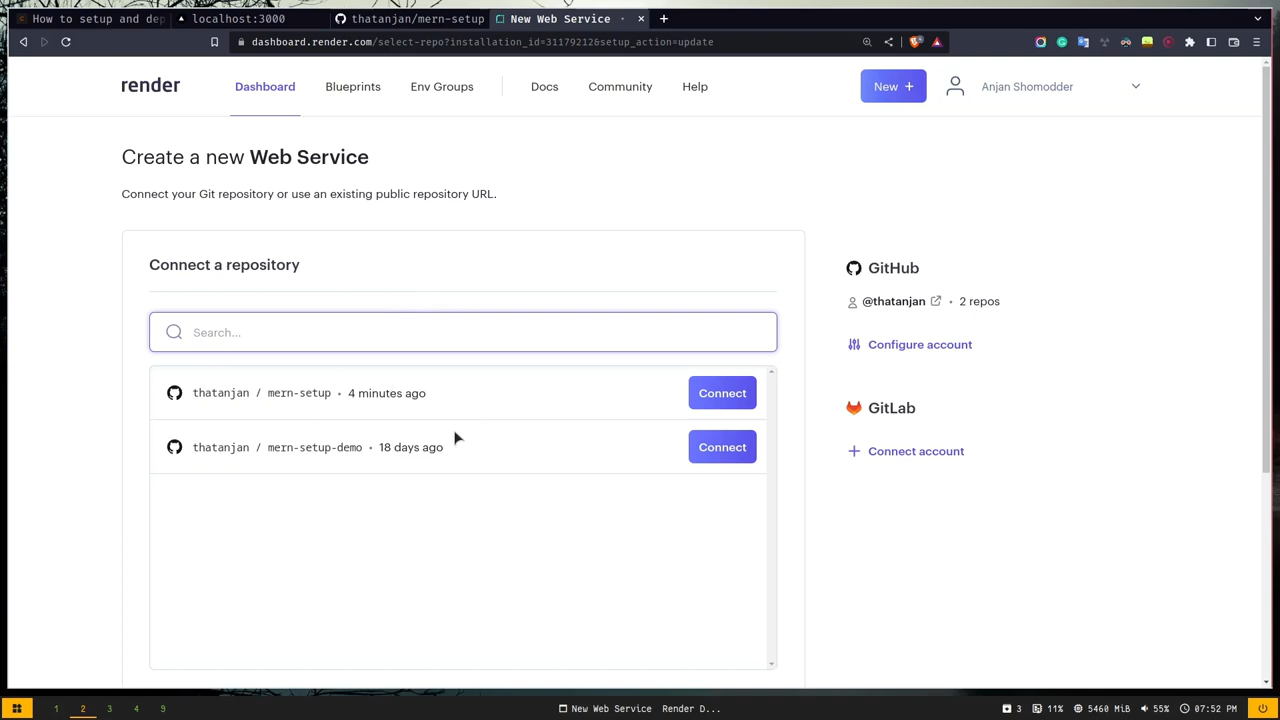 How to setup and dep
localhost:3000
thatanjan/mern-setup
New Web Service
dashboard.render.com/select-repo?installation_id=31179212&setup_action=update
render
Dashboard
Blueprints
Env Groups
Docs
Community
Help
New +
Anjan Shomodder
Create a new Web Service
Connect your Git repository or use an existing public repository URL.
Connect a repository
Search...
thatanjan / mern-setup • 4 minutes ago
Connect
thatanjan / mern-setup-demo • 18 days ago
Connect
GitHub
@thatanjan • 2 repos
Configure account
GitLab
Connect account
1 2 3 4 9
New Web Service Render D...
3 11% 5460 MiB 55% 07:52 PM